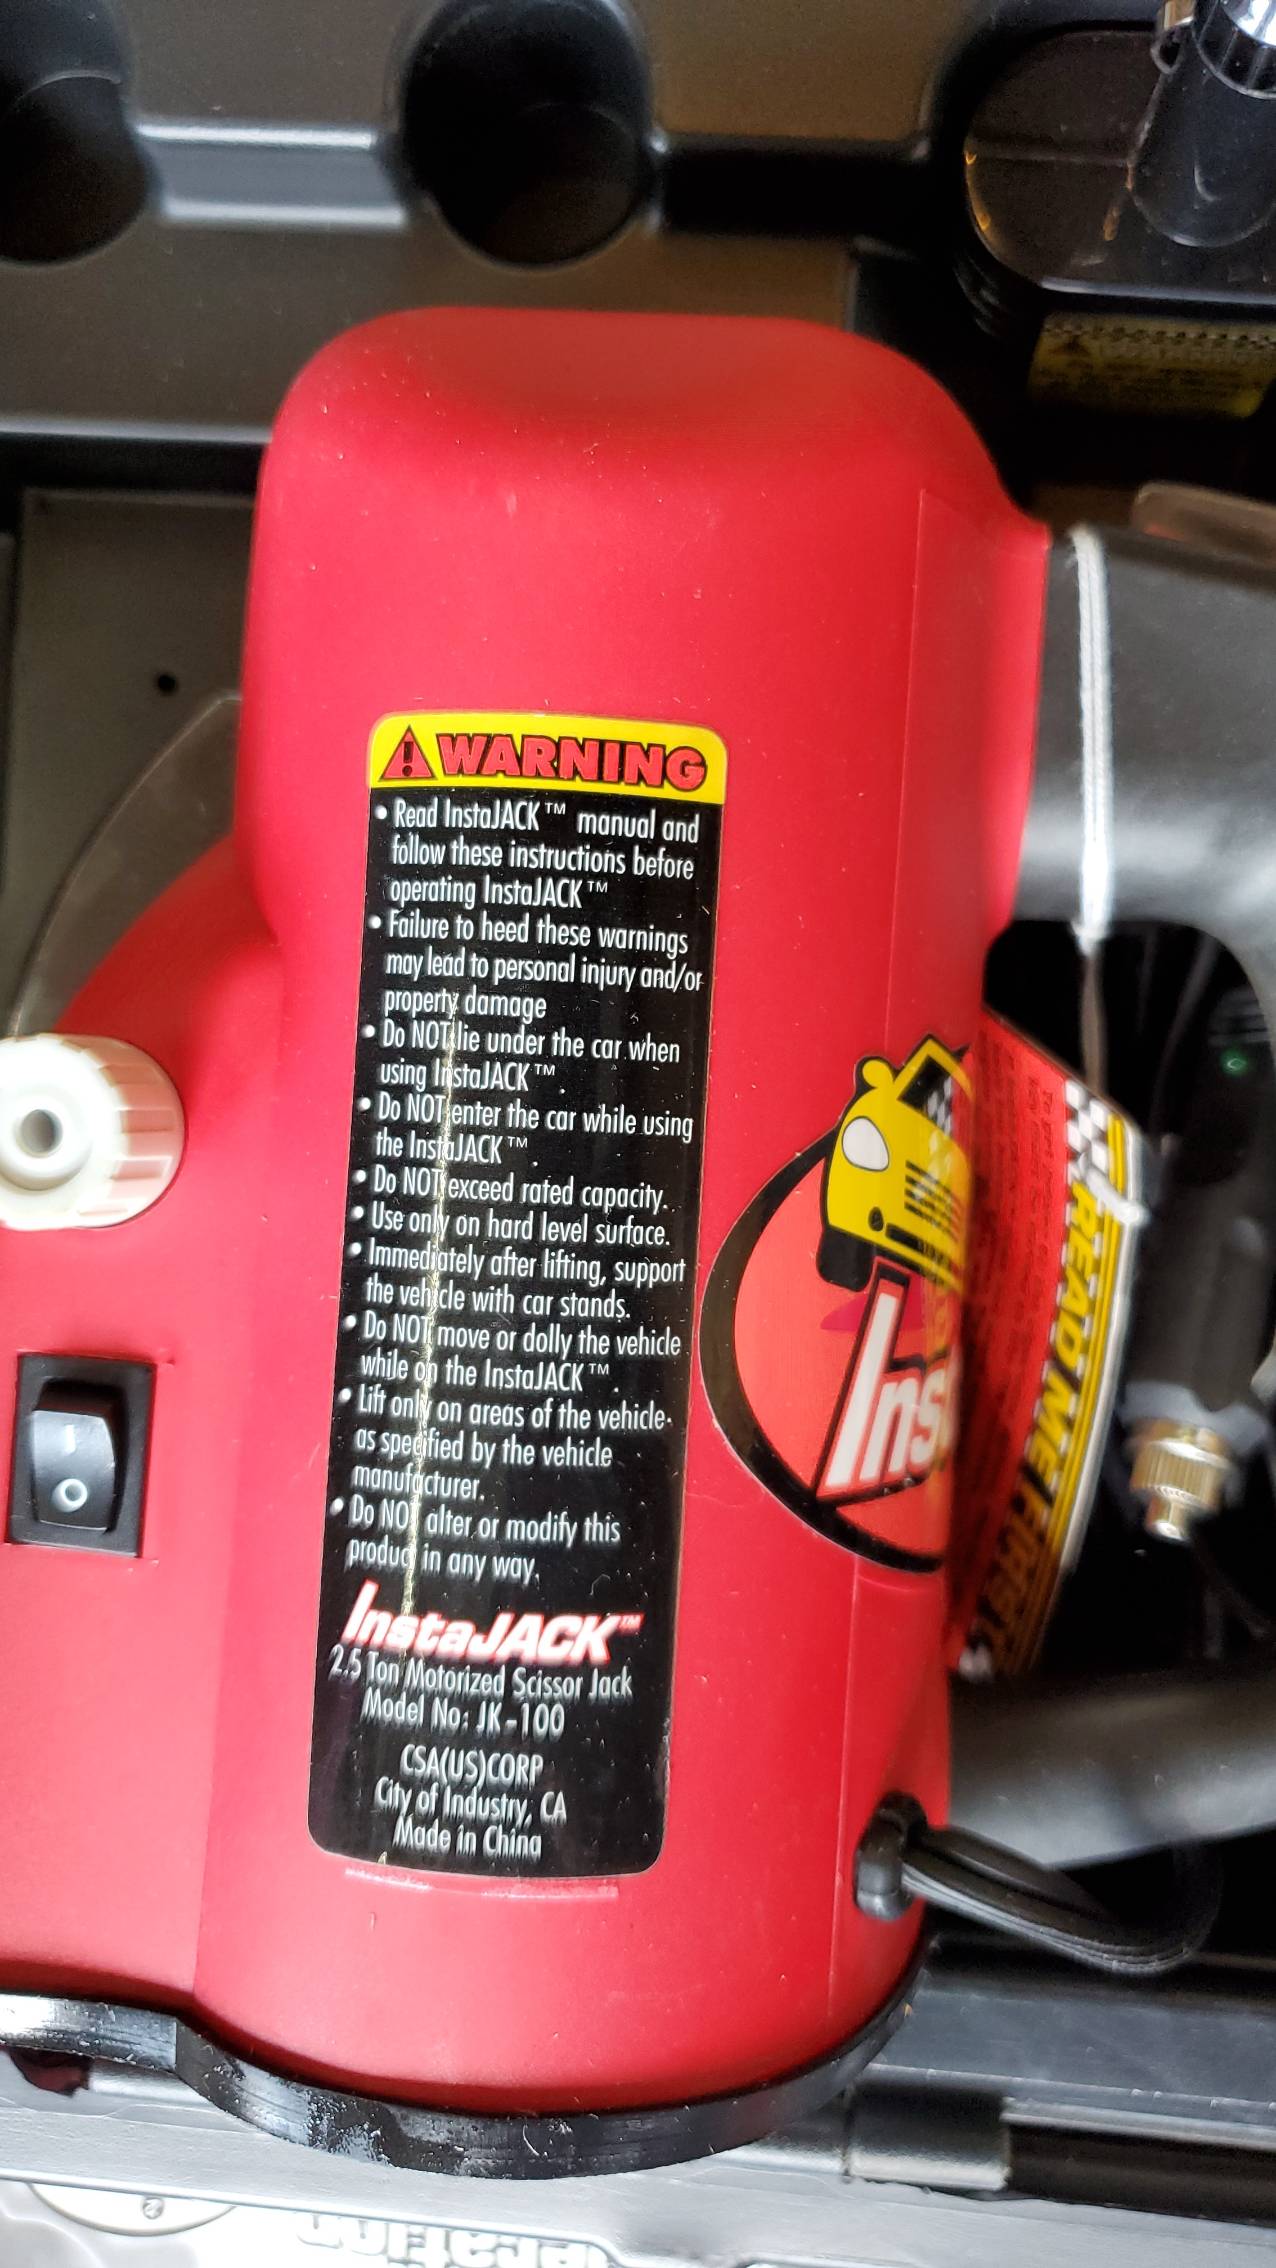 WARNING
WARNING
• Read InstaJACK™ manual and
follow these instructions before
operating InstaJACK™
• Failure to heed these warnings
may lead to personal injury and/or
property damage
• Do NOT lie under the car when
using InstaJACK™.
• Do NOT enter the car while using
the InstaJACK™.
• Do NOT exceed rated capacity.
• Use only on hard level surface.
• Immediately after lifting, support
the vehicle with car stands.
• Do NOT move or dolly the vehicle
while on the InstaJACK™.
• Lift only on areas of the vehicle
as specified by the vehicle
manufacturer.
• Do NOT alter or modify this
product in any way.
InstaJACK™
2.5 Ton Motorized Scissor Jack
Model No: JK-100
CSA(US)CORP
City of Industry, CA
Made in China
Inst
READ ME FIRST